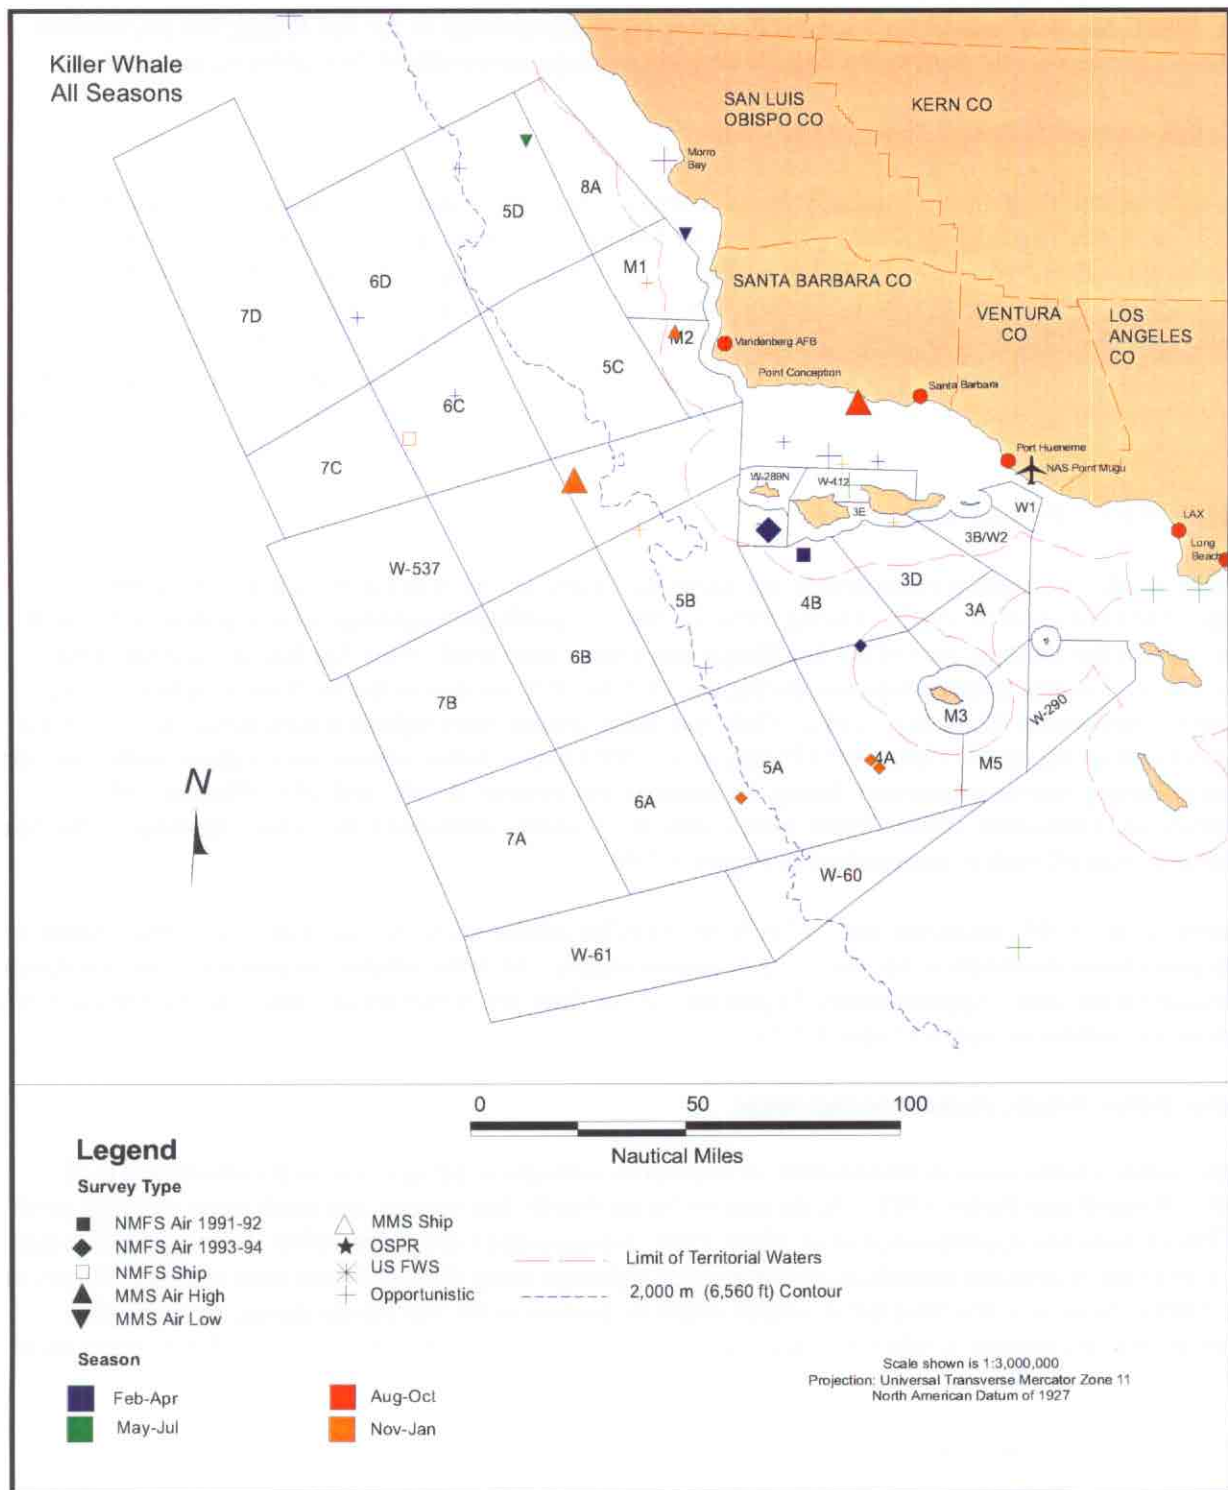 Killer Whale
All Seasons
SAN LUIS
OBISPO CO
KERN CO
Morro
Bay
8A
5D
M1
SANTA BARBARA CO
6D
7D
VENTURA
CO
LOS
ANGELES
CO
M2
Vandenberg AFB
5C
Point Conception
Santa Barbara
6C
Port Hueneme
7C
NAS Point Mugu
W-289N
W-412
W1
3E
LAX
3B/W2
Long
Beach
W-537
3D
5B
4B
3A
6B
7B
M3
W-290
N
5A
4A
M5
6A
7A
W-60
W-61
0 50 100
Nautical Miles
Legend
Survey Type
NMFS Air 1991-92
NMFS Air 1993-94
NMFS Ship
MMS Air High
MMS Air Low
MMS Ship
OSPR
US FWS
Opportunistic
Limit of Territorial Waters
2,000 m (6,560 ft) Contour
Season
Feb-Apr
May-Jul
Aug-Oct
Nov-Jan
Scale shown is 1:3,000,000
Projection: Universal Transverse Mercator Zone 11
North American Datum of 1927